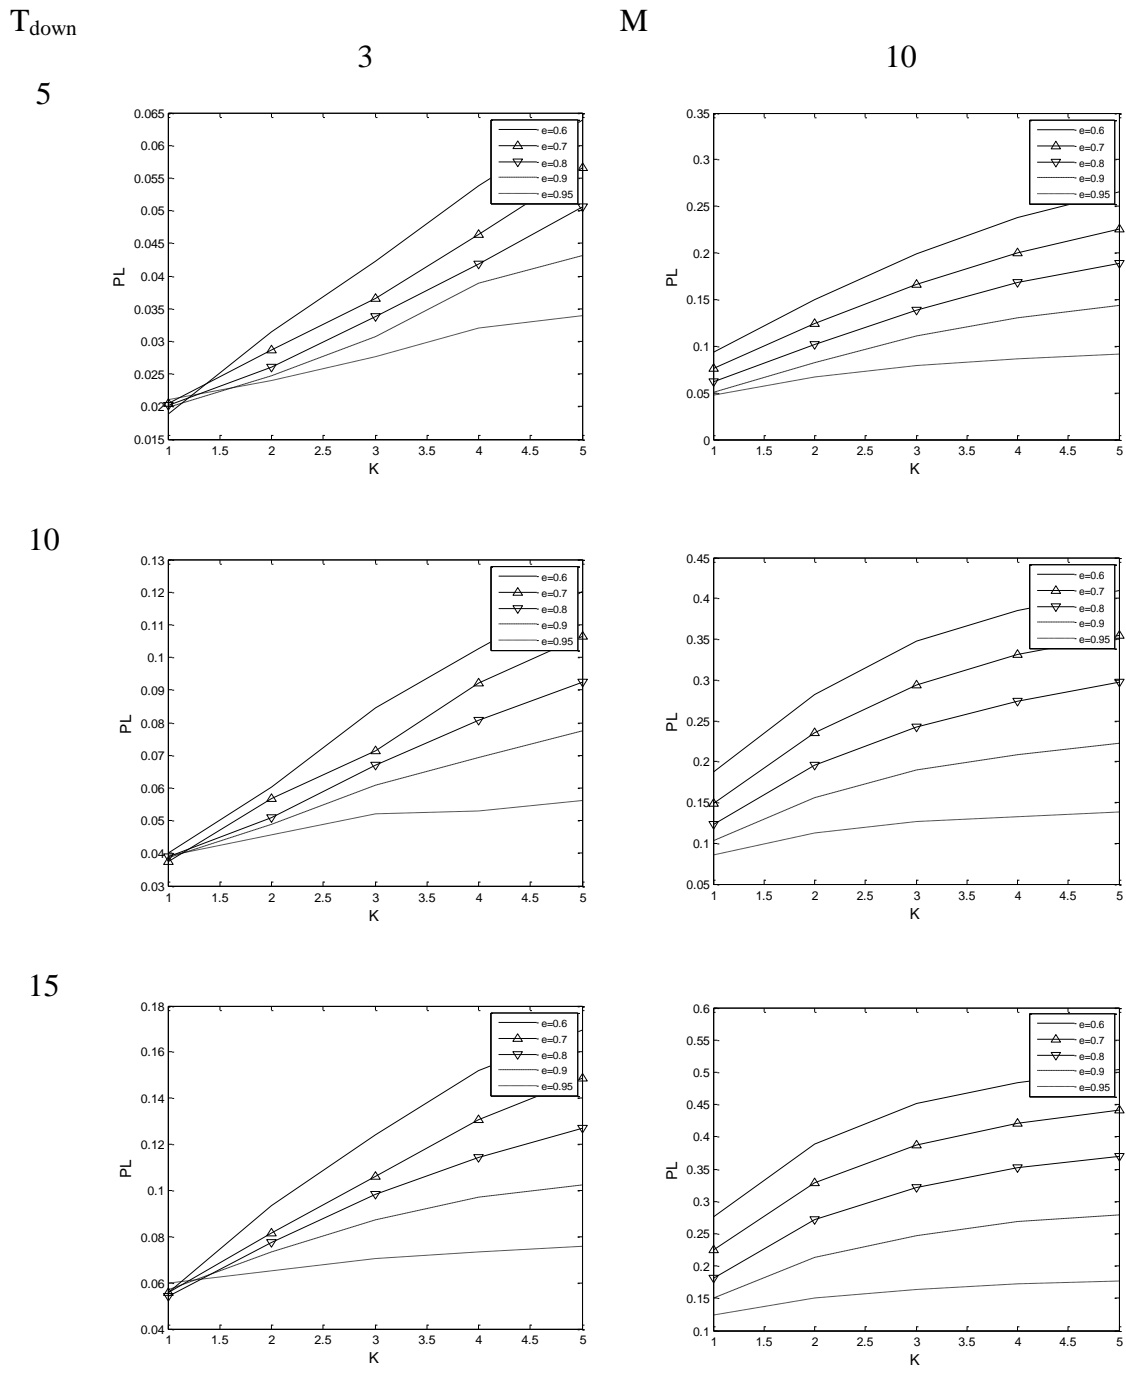 T_down M
3 10
5
0.065
0.06
0.055
0.05
0.045
0.04
0.035
0.03
0.025
0.02
0.015
PL
e=0.6
e=0.7
e=0.8
e=0.9
e=0.95
1 1.5 2 2.5 3 3.5 4 4.5 5
K
0.35
0.3
0.25
0.2
0.15
0.1
0.05
0
PL
e=0.6
e=0.7
e=0.8
e=0.9
e=0.95
1 1.5 2 2.5 3 3.5 4 4.5 5
K
10
0.13
0.12
0.11
0.1
0.09
0.08
0.07
0.06
0.05
0.04
0.03
PL
e=0.6
e=0.7
e=0.8
e=0.9
e=0.95
1 1.5 2 2.5 3 3.5 4 4.5 5
K
0.45
0.4
0.35
0.3
0.25
0.2
0.15
0.1
0.05
PL
e=0.6
e=0.7
e=0.8
e=0.9
e=0.95
1 1.5 2 2.5 3 3.5 4 4.5 5
K
15
0.18
0.16
0.14
0.12
0.1
0.08
0.06
0.04
PL
e=0.6
e=0.7
e=0.8
e=0.9
e=0.95
1 1.5 2 2.5 3 3.5 4 4.5 5
K
0.6
0.55
0.5
0.45
0.4
0.35
0.3
0.25
0.2
0.15
0.1
PL
e=0.6
e=0.7
e=0.8
e=0.9
e=0.95
1 1.5 2 2.5 3 3.5 4 4.5 5
K